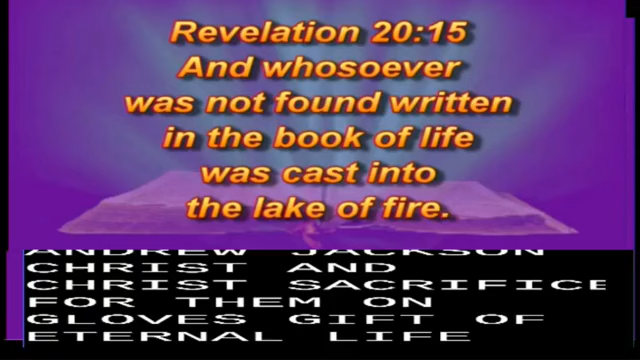 Revelation 20:15
And whosoever
was not found written
in the book of life
was cast into
the lake of fire.
ANDREW JACKSON
CHRIST AND
CHRIST SACRIFICE
FOR THEM ON
GLOVES GIFT OF
ETERNAL LIFE